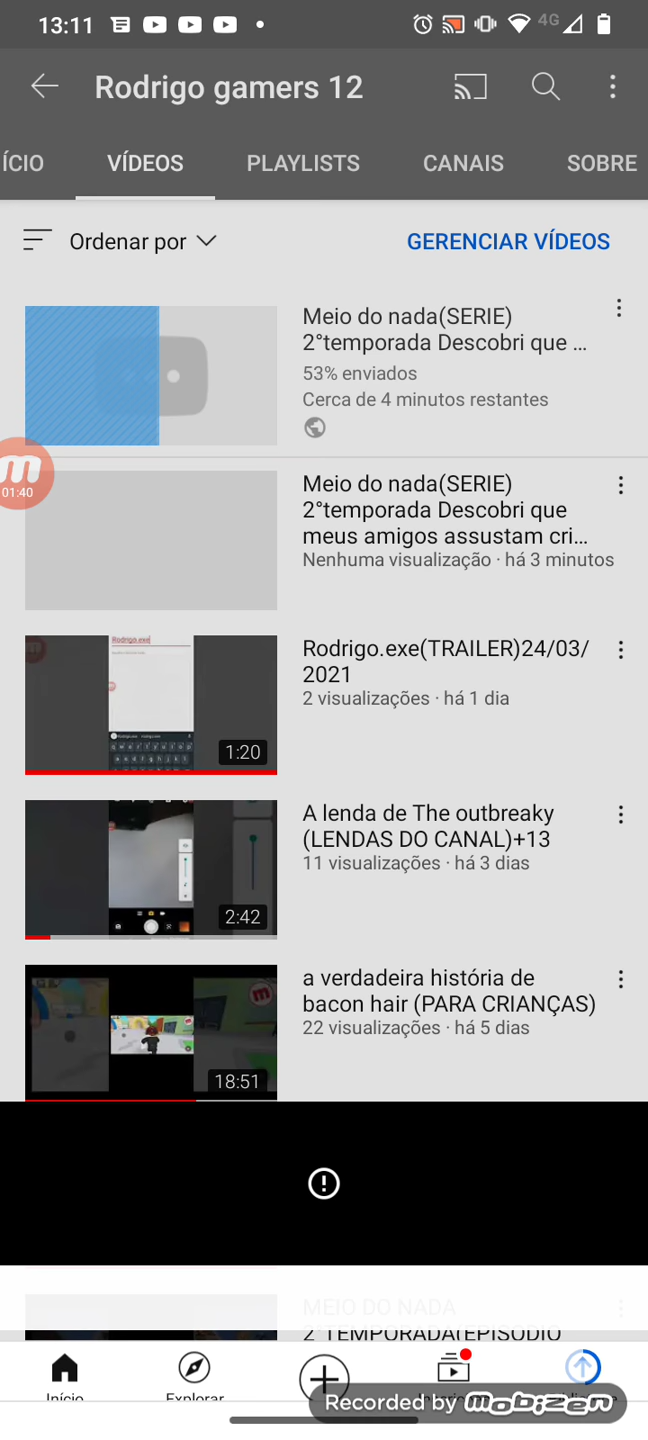 13:11
4G
Rodrigo gamers 12
ÍCIO VÍDEOS PLAYLISTS CANAIS SOBRE
Ordenar por
GERENCIAR VÍDEOS
Meio do nada(SERIE)
2°temporada Descobri que ...
53% enviados
Cerca de 4 minutos restantes
01:40
Meio do nada(SERIE)
2°temporada Descobri que
meus amigos assustam cri...
Nenhuma visualização · há 3 minutos
Rodrigo.exe
1:20
Rodrigo.exe(TRAILER)24/03/
2021
2 visualizações · há 1 dia
2:42
A lenda de The outbreaky
(LENDAS DO CANAL)+13
11 visualizações · há 3 dias
18:51
a verdadeira história de
bacon hair (PARA CRIANÇAS)
22 visualizações · há 5 dias
MEIO DO NADA
2°TEMPORADA(EPISODIO
Início Explorar
Recorded by mobizen